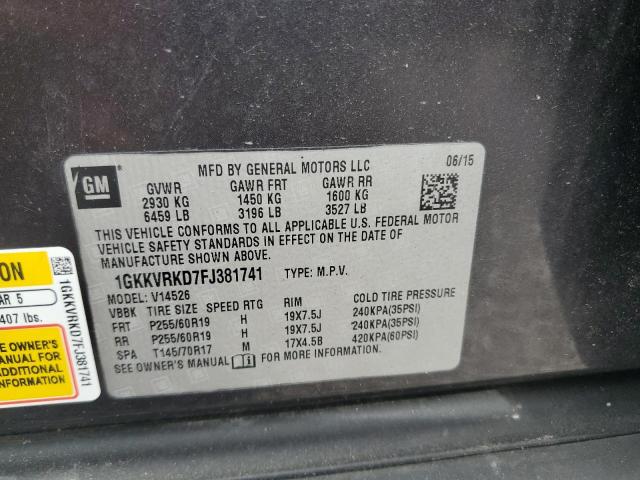 GM
MFD BY GENERAL MOTORS LLC
06/15
GVWR GAWR FRT GAWR RR
2930 KG 1450 KG 1600 KG
6459 LB 3196 LB 3527 LB
THIS VEHICLE CONFORMS TO ALL APPLICABLE U.S. FEDERAL MOTOR
VEHICLE SAFETY STANDARDS IN EFFECT ON THE DATE OF
MANUFACTURE SHOWN ABOVE.
1GKKVRKD7FJ381741 TYPE: M.P.V.
MODEL: V14526
VBBK TIRE SIZE SPEED RTG RIM COLD TIRE PRESSURE
FRT P255/60R19 H 19X7.5J 240KPA(35PSI)
RR P255/60R19 H 19X7.5J 240KPA(35PSI)
SPA T145/70R17 M 17X4.5B 420KPA(60PSI)
SEE OWNER'S MANUAL FOR MORE INFORMATION
ION
AR 5
407 lbs.
E OWNER'S
MANUAL FOR
ADDITIONAL
1GKKVRKD7FJ381741